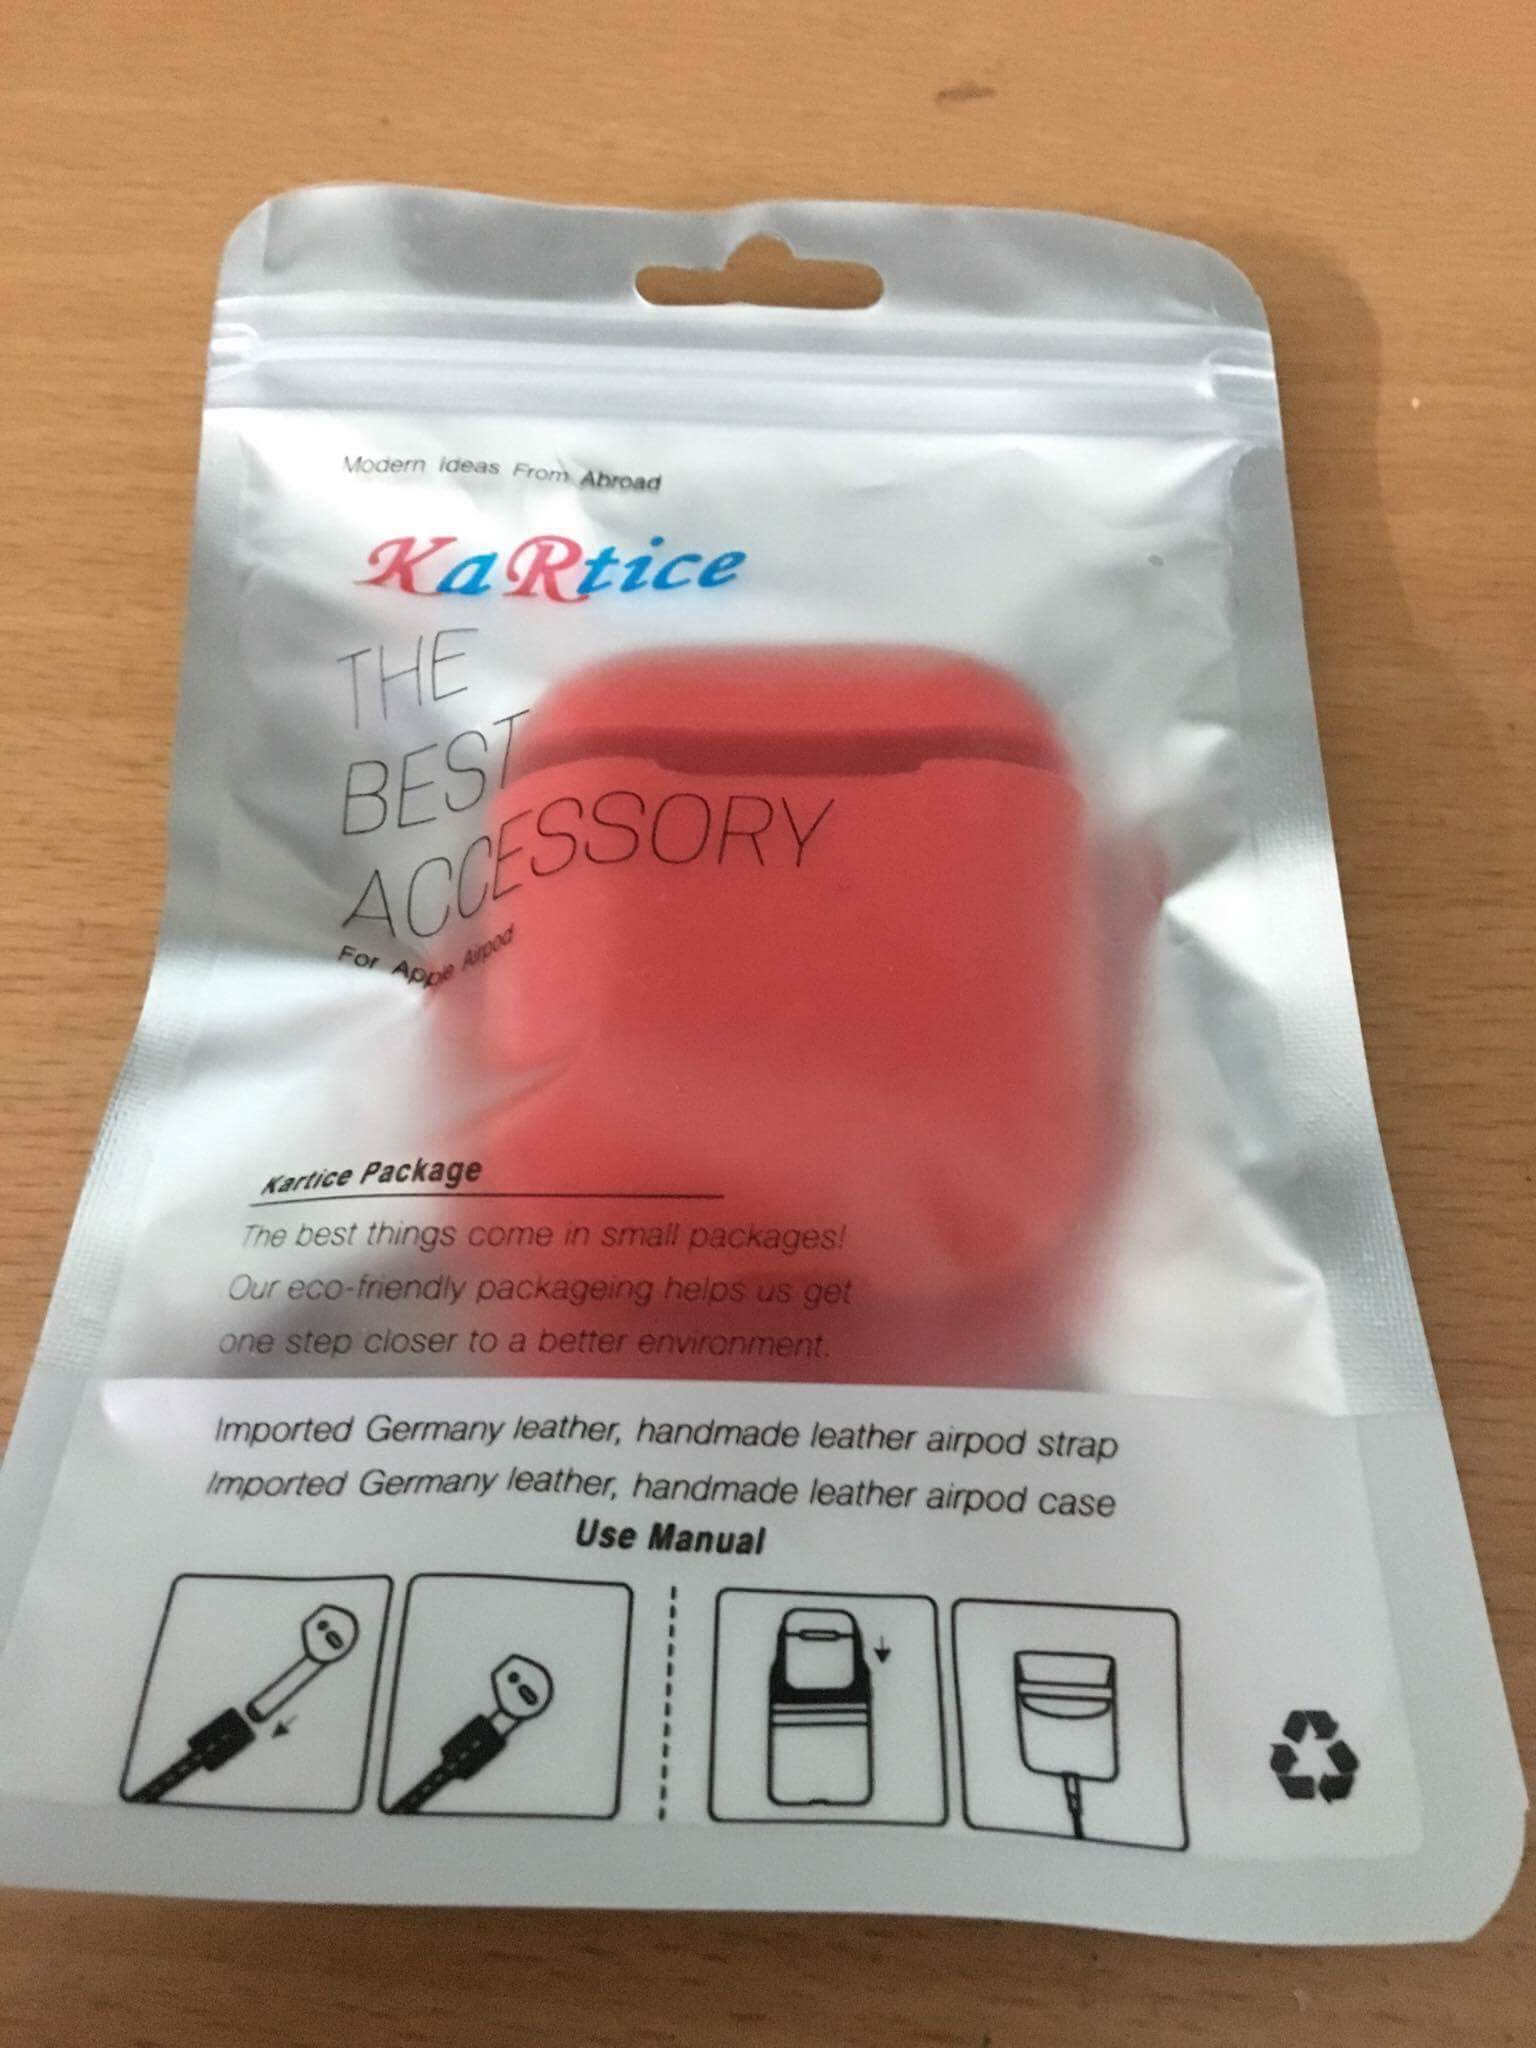 Modern Ideas From Abroad
KaRtice
THE
BEST
ACCESSORY
For Appe Airpod
Kartice Package
The best things come in small packages!
Our eco-friendly packageing helps us get
one step closer to a better environment.
Imported Germany leather, handmade leather airpod strap
Imported Germany leather, handmade leather airpod case
Use Manual